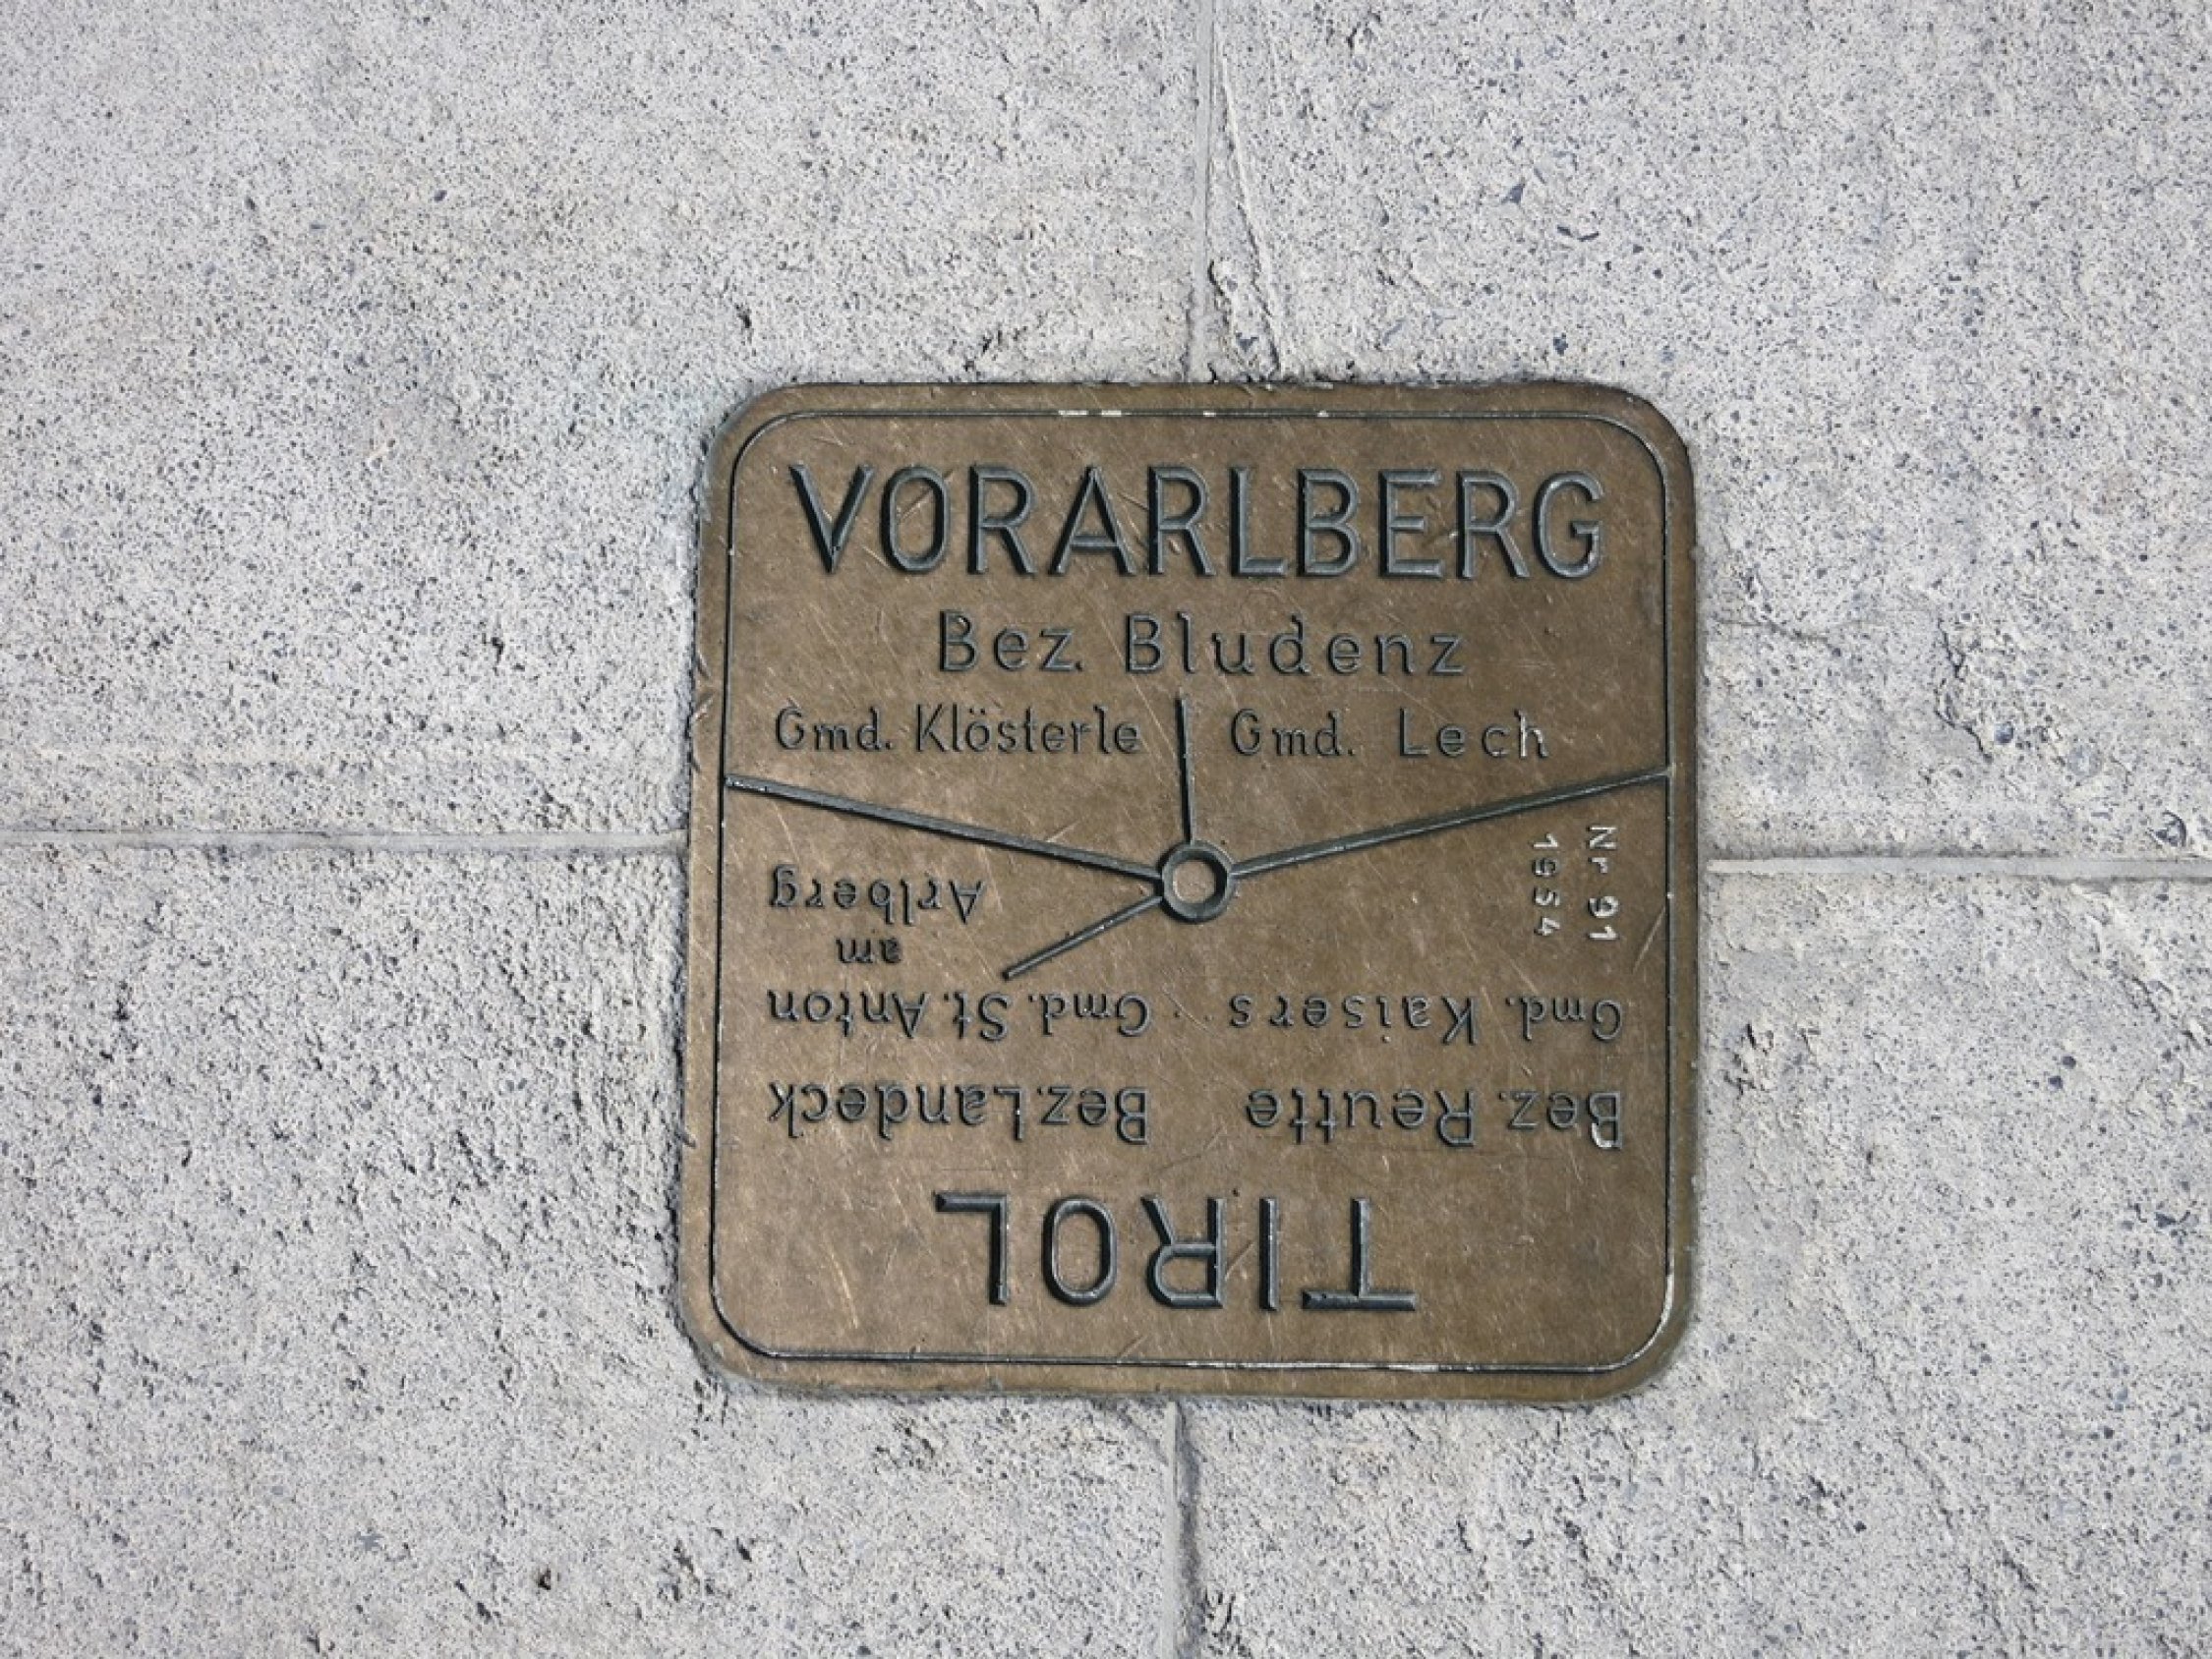 VORARLBERG
Bez. Bludenz
Gmd. Klösterle
Gmd. Lech
Nr 91
1954
TIROL
Bez. Reutte
Bez. Landeck
Gmd. Kaisers
Gmd. St. Anton
am
Arlberg